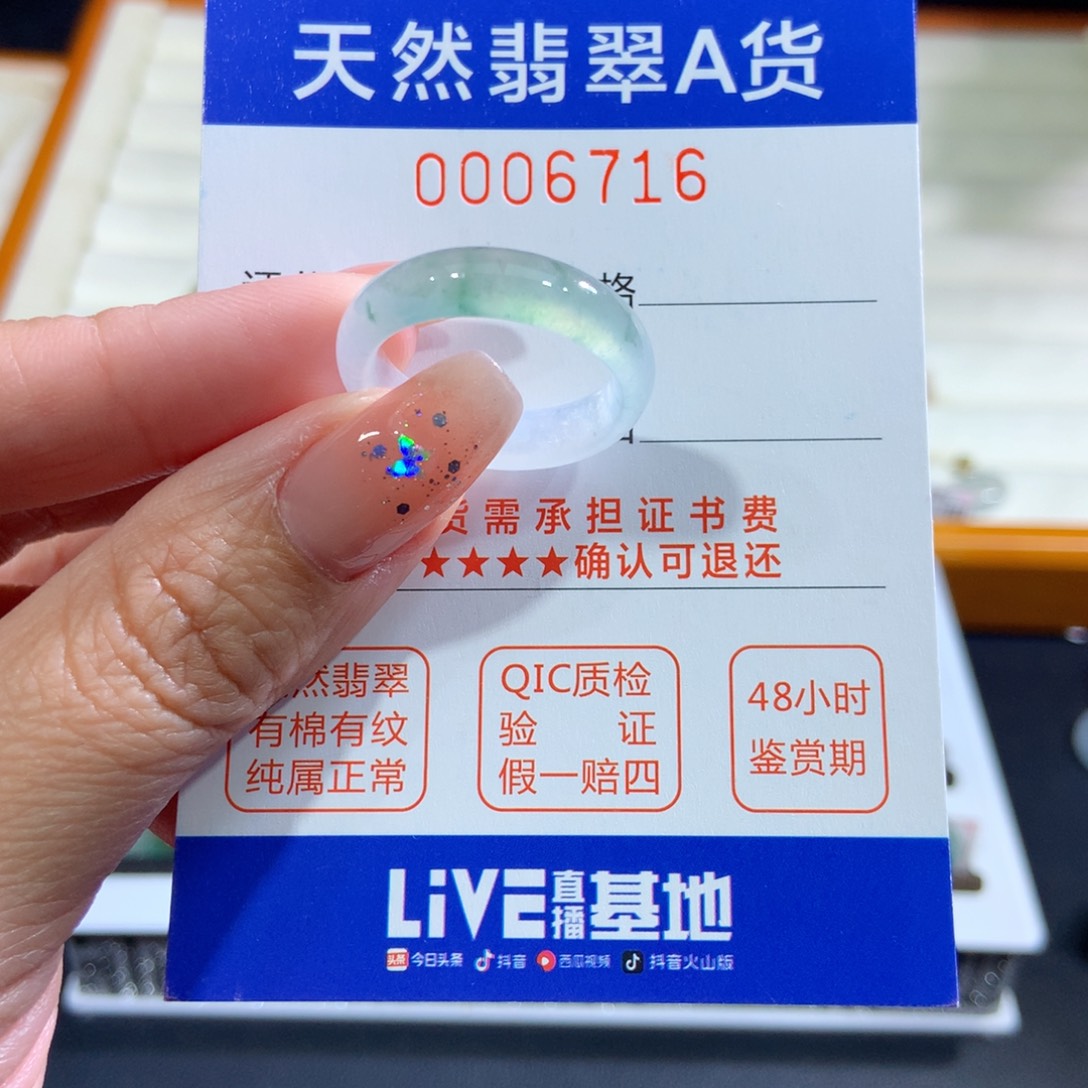 天然翡翠A货
0006716
格
货需承担证书费
★★★★确认可退还
然翡翠
有棉有纹
纯属正常
QIC质检
验 证
假一赔四
48小时
鉴赏期
LiVE直播基地
头条 今日头条 抖音 西瓜视频 抖音火山版